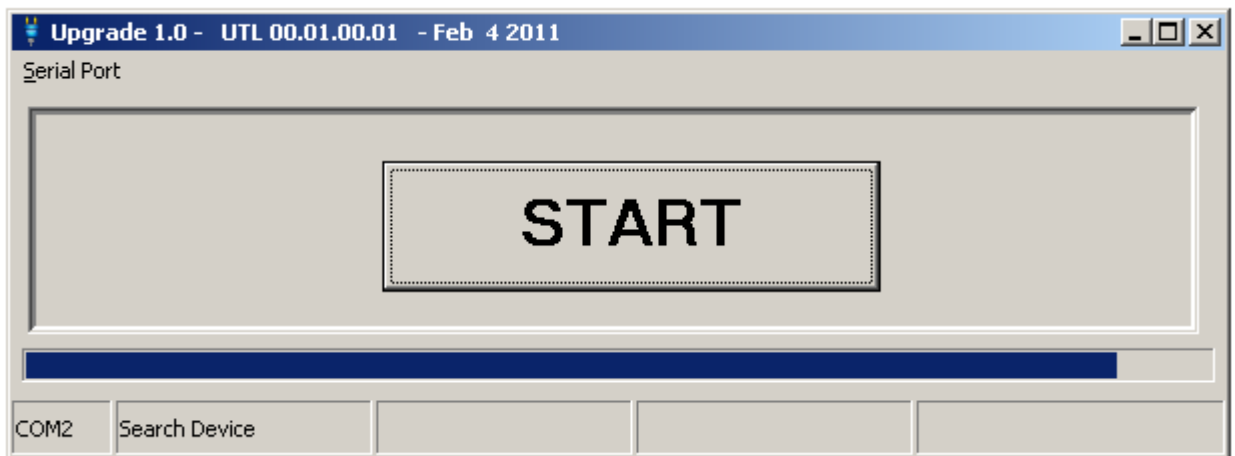 Upgrade 1.0 - UTL 00.01.00.01 - Feb 4 2011
Serial Port
START
COM2 Search Device